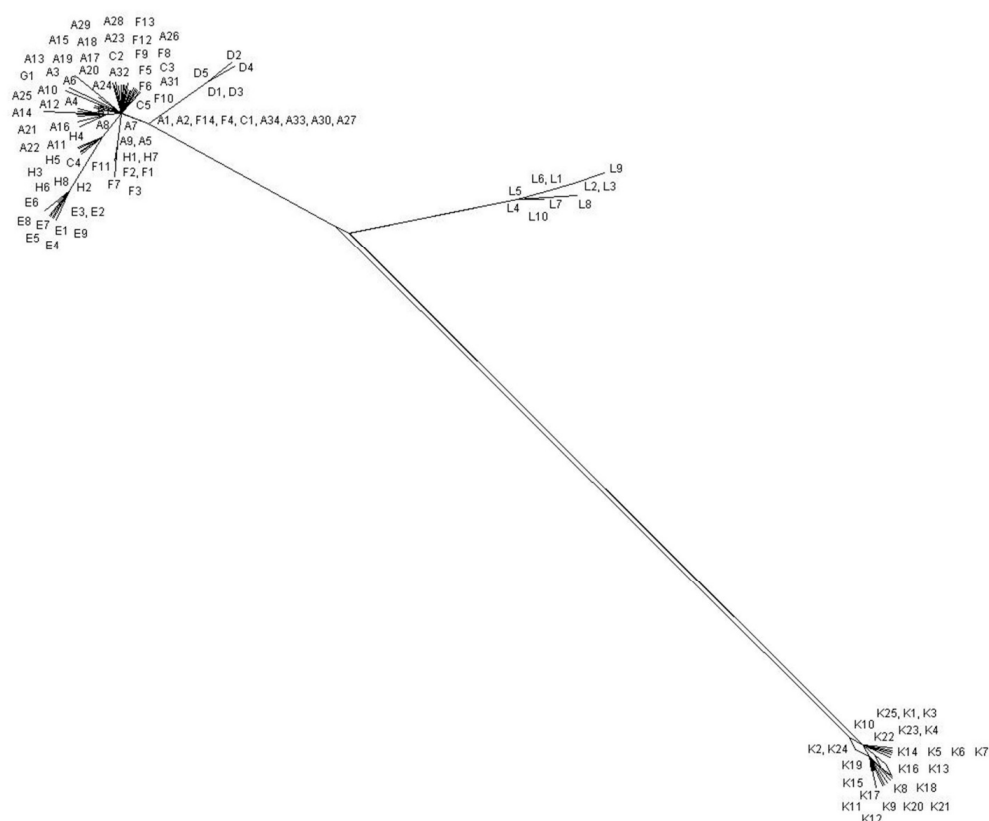 A29 A28 F13
A15 A18 A23 F12 A26
A13 A19 A17 C2 F9 F8
G1 A3 A20 A32 F5 C3
A6 A24 F6 A31
A25 A10 C5 F10
A14 A12 A4
A21 A16 A8 A7
A22 A11 H4 A9, A5
H5 C4 F11 H1, H7
H3 F2, F1
H6 H8 H2 F7 F3
E6 E3, E2
E8 E7 E1 E9
E5 E4
D2
D5 D4
D1, D3
A1, A2, F14, F4, C1, A34, A33, A30, A27
L9
L6, L1
L5 L2, L3
L4 L7 L8
L10
K25, K1, K3
K10 K23, K4
K22
K2, K24 K14 K5 K6 K7
K19 K16 K13
K15 K8 K18
K17
K11 K9 K20 K21
K12